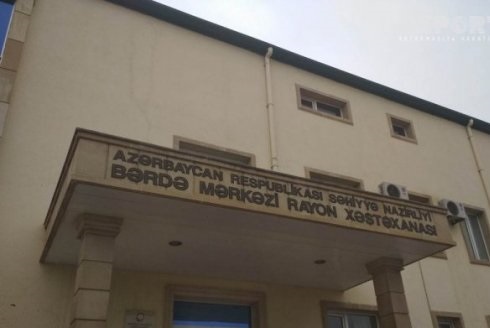 AZƏRBAYCAN RESPUBLİKASI SƏHİYYƏ NAZİRLİYİ
BƏRDƏ MƏRKƏZİ RAYON XƏSTƏXANASI